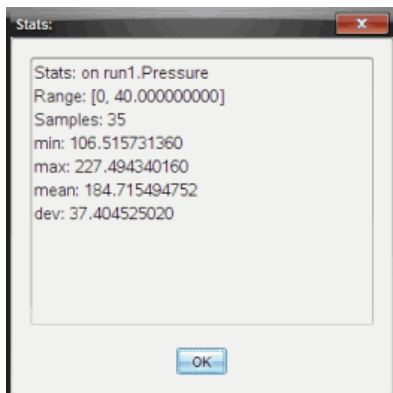 Stats:
Stats: on run1.Pressure
Range: [0, 40.000000000]
Samples: 35
min: 106.515731360
max: 227.494340160
mean: 184.715494752
dev: 37.404525020
OK